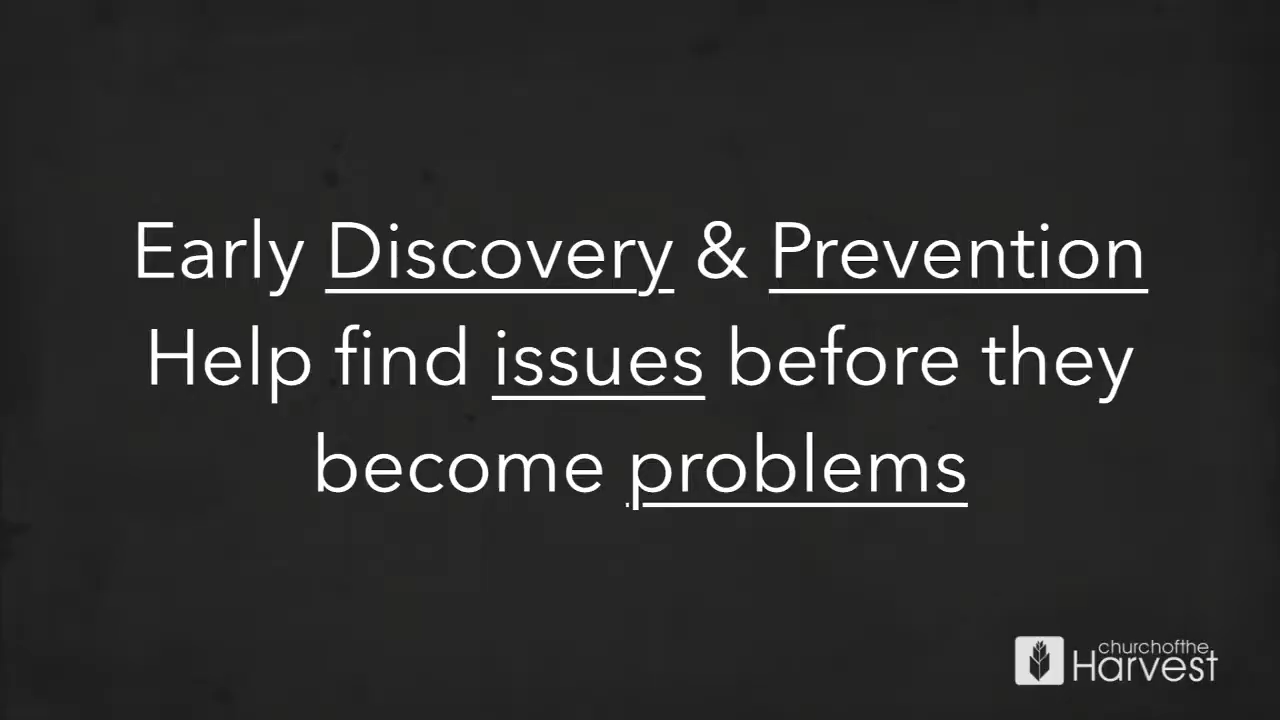 Early Discovery & Prevention
Help find issues before they
become problems
churchofthe
Harvest